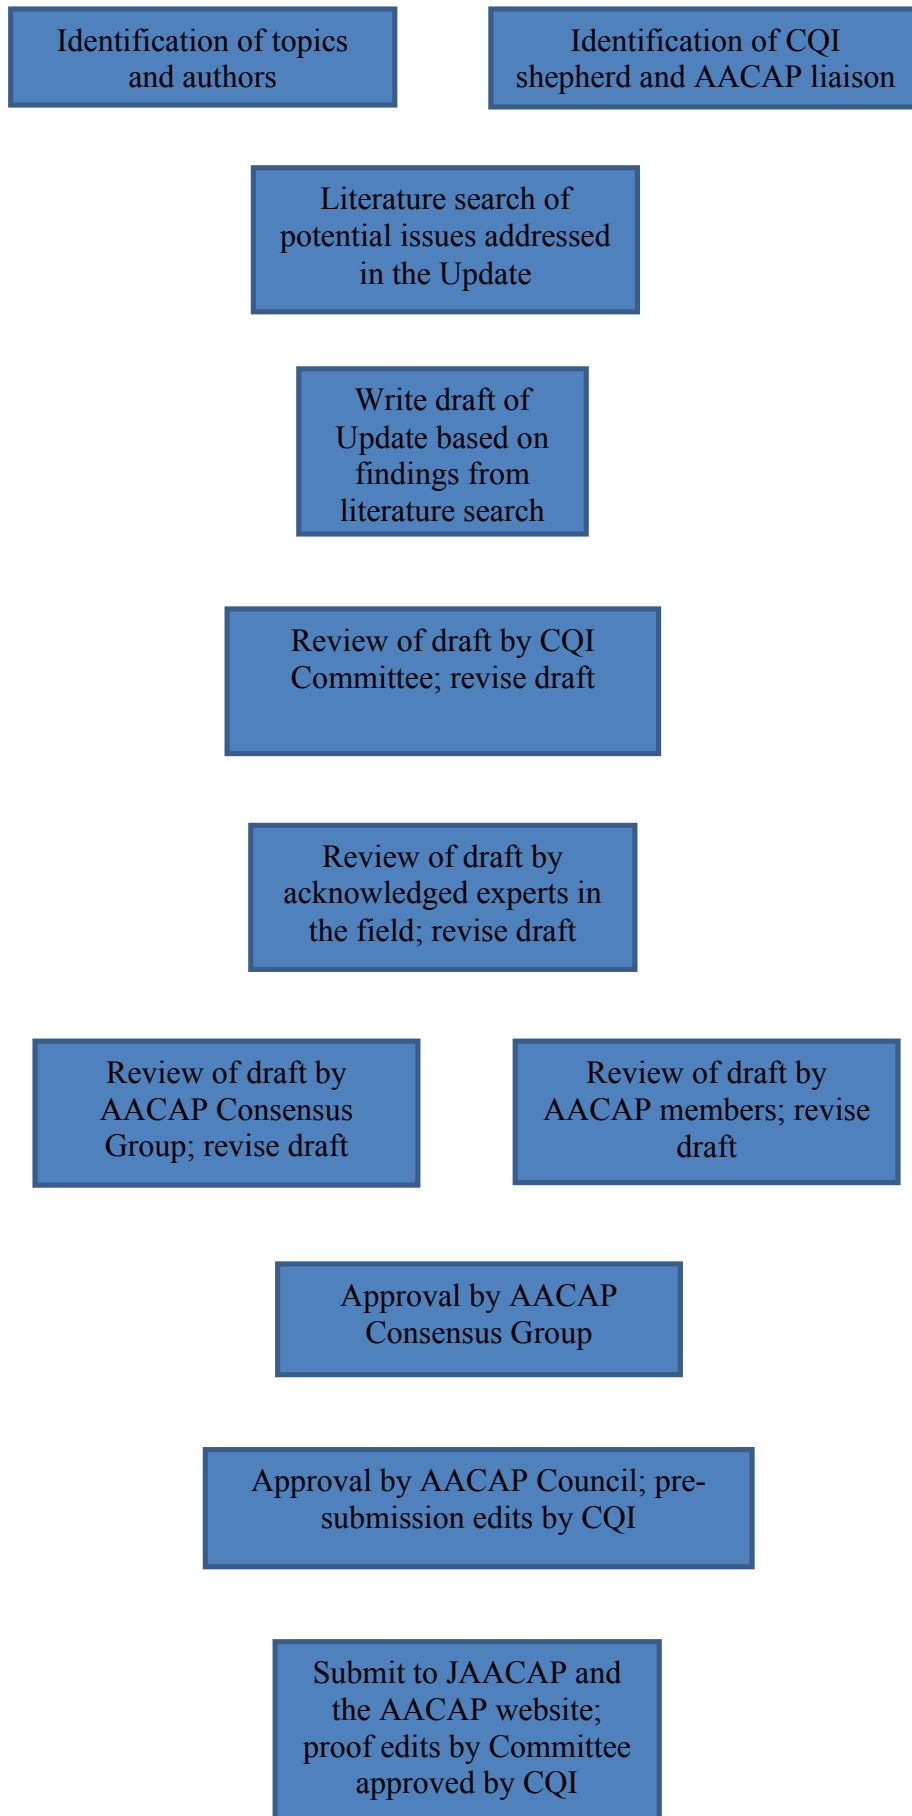 Identification of topics
and authors
Identification of CQI
shepherd and AACAP liaison
Literature search of
potential issues addressed
in the Update
Write draft of
Update based on
findings from
literature search
Review of draft by CQI
Committee; revise draft
Review of draft by
acknowledged experts in
the field; revise draft
Review of draft by
AACAP Consensus
Group; revise draft
Review of draft by
AACAP members; revise
draft
Approval by AACAP
Consensus Group
Approval by AACAP Council; pre-
submission edits by CQI
Submit to JAACAP and
the AACAP website;
proof edits by Committee
approved by CQI